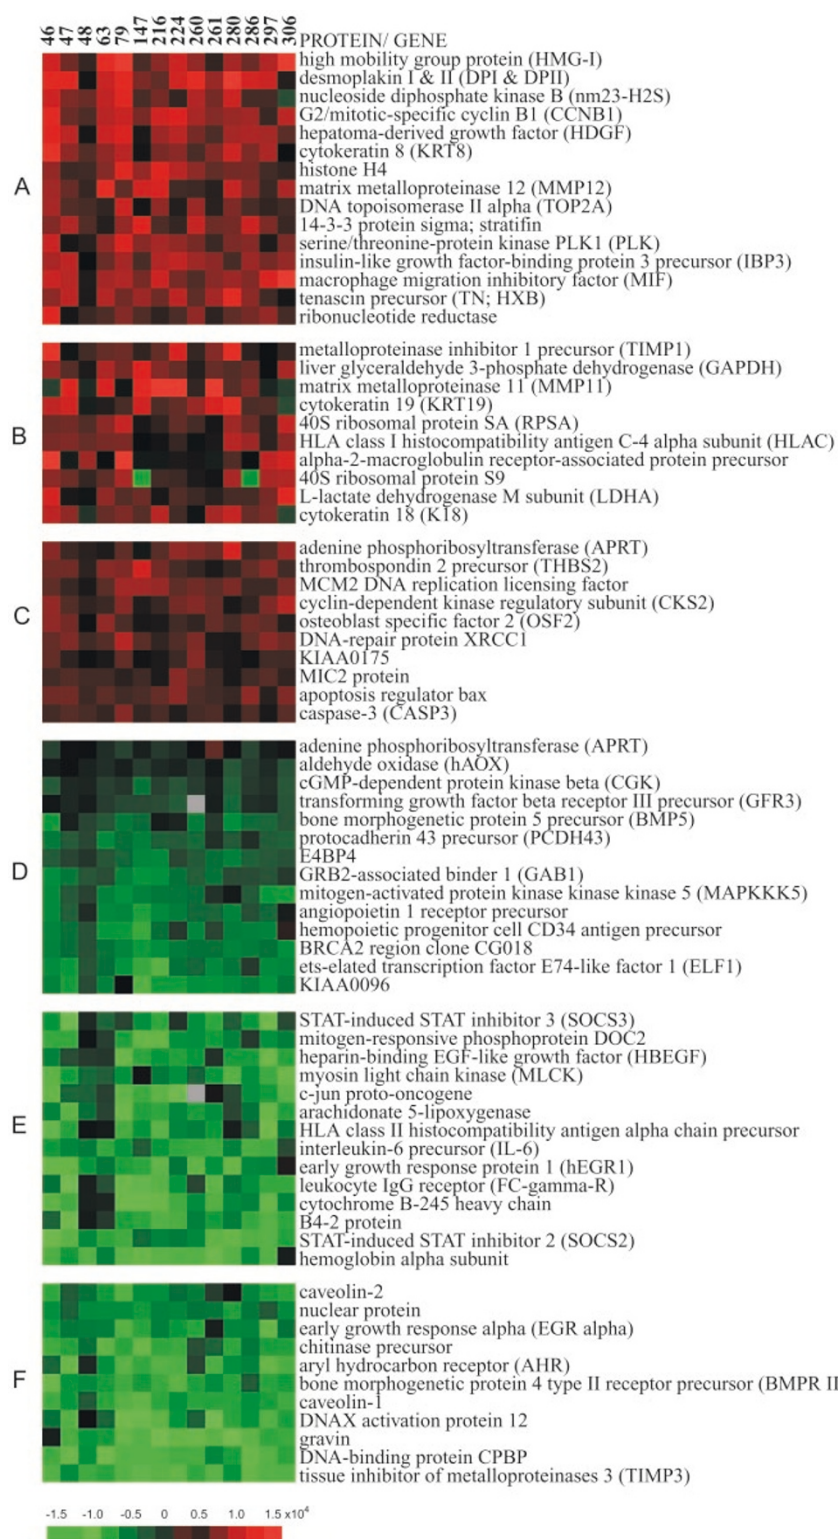 46 47 48 63 79 147 216 224 260 261 280 286 297 306 PROTEIN/ GENE
A
high mobility group protein (HMG-I)
desmoplakin I & II (DPI & DPII)
nucleoside diphosphate kinase B (nm23-H2S)
G2/mitotic-specific cyclin B1 (CCNB1)
hepatoma-derived growth factor (HDGF)
cytokeratin 8 (KRT8)
histone H4
matrix metalloproteinase 12 (MMP12)
DNA topoisomerase II alpha (TOP2A)
14-3-3 protein sigma; stratifin
serine/threonine-protein kinase PLK1 (PLK)
insulin-like growth factor-binding protein 3 precursor (IBP3)
macrophage migration inhibitory factor (MIF)
tenascin precursor (TN; HXB)
ribonucleotide reductase
B
metalloproteinase inhibitor 1 precursor (TIMP1)
liver glyceraldehyde 3-phosphate dehydrogenase (GAPDH)
matrix metalloproteinase 11 (MMP11)
cytokeratin 19 (KRT19)
40S ribosomal protein SA (RPSA)
HLA class I histocompatibility antigen C-4 alpha subunit (HLAC)
alpha-2-macroglobulin receptor-associated protein precursor
40S ribosomal protein S9
L-lactate dehydrogenase M subunit (LDHA)
cytokeratin 18 (K18)
C
adenine phosphoribosyltransferase (APRT)
thrombospondin 2 precursor (THBS2)
MCM2 DNA replication licensing factor
cyclin-dependent kinase regulatory subunit (CKS2)
osteoblast specific factor 2 (OSF2)
DNA-repair protein XRCC1
KIAA0175
MIC2 protein
apoptosis regulator bax
caspase-3 (CASP3)
D
adenine phosphoribosyltransferase (APRT)
aldehyde oxidase (hAOX)
cGMP-dependent protein kinase beta (CGK)
transforming growth factor beta receptor III precursor (GFR3)
bone morphogenetic protein 5 precursor (BMP5)
protocadherin 43 precursor (PCDH43)
E4BP4
GRB2-associated binder 1 (GAB1)
mitogen-activated protein kinase kinase kinase 5 (MAPKKK5)
angiopoietin 1 receptor precursor
hemopoietic progenitor cell CD34 antigen precursor
BRCA2 region clone CG018
ets-elated transcription factor E74-like factor 1 (ELF1)
KIAA0096
E
STAT-induced STAT inhibitor 3 (SOCS3)
mitogen-responsive phosphoprotein DOC2
heparin-binding EGF-like growth factor (HBEGF)
myosin light chain kinase (MLCK)
c-jun proto-oncogene
arachidonate 5-lipoxygenase
HLA class II histocompatibility antigen alpha chain precursor
interleukin-6 precursor (IL-6)
early growth response protein 1 (hEGR1)
leukocyte IgG receptor (FC-gamma-R)
cytochrome B-245 heavy chain
B4-2 protein
STAT-induced STAT inhibitor 2 (SOCS2)
hemoglobin alpha subunit
F
caveolin-2
nuclear protein
early growth response alpha (EGR alpha)
chitinase precursor
aryl hydrocarbon receptor (AHR)
bone morphogenetic protein 4 type II receptor precursor (BMPR II
caveolin-1
DNAX activation protein 12
gravin
DNA-binding protein CPBP
tissue inhibitor of metalloproteinases 3 (TIMP3)
-1.5 -1.0 -0.5 0 0.5 1.0 1.5 x10⁴